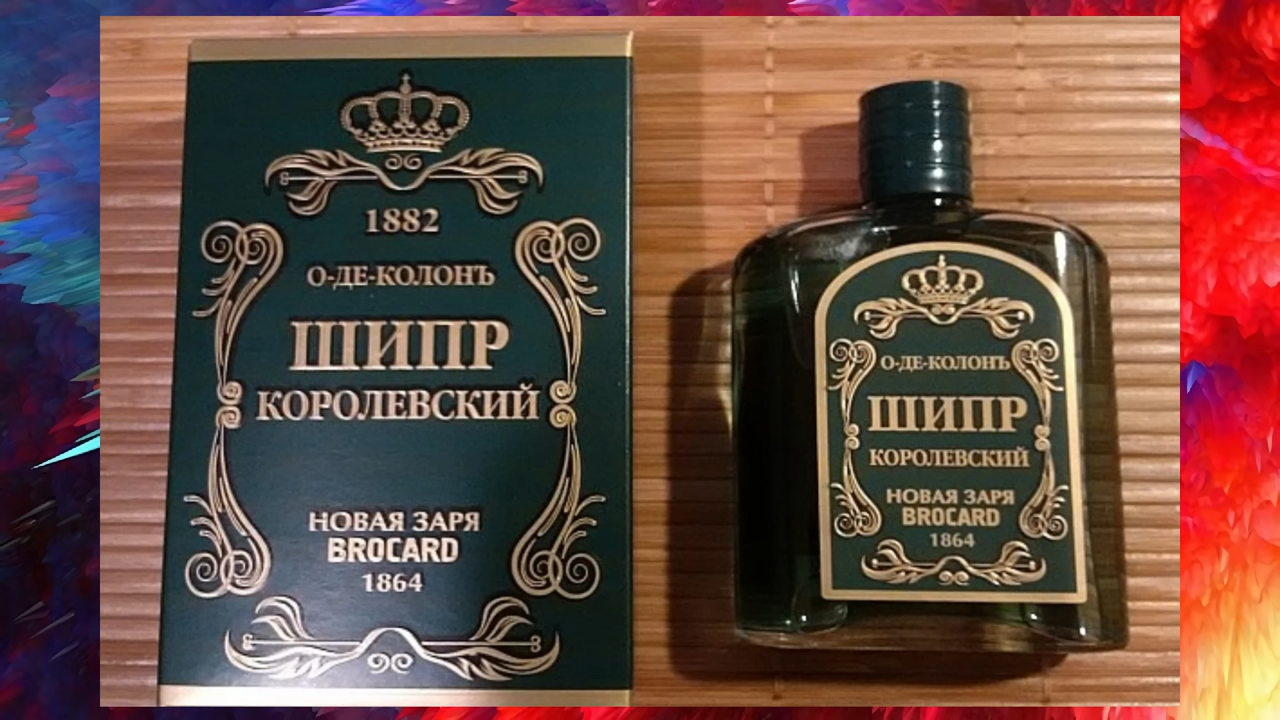 1882
О-ДЕ-КОЛОНЪ
ШИПР
КОРОЛЕВСКИЙ
НОВАЯ ЗАРЯ
BROCARD
1864
О-ДЕ-КОЛОНЪ
ШИПР
КОРОЛЕВСКИЙ
НОВАЯ ЗАРЯ
BROCARD
1864